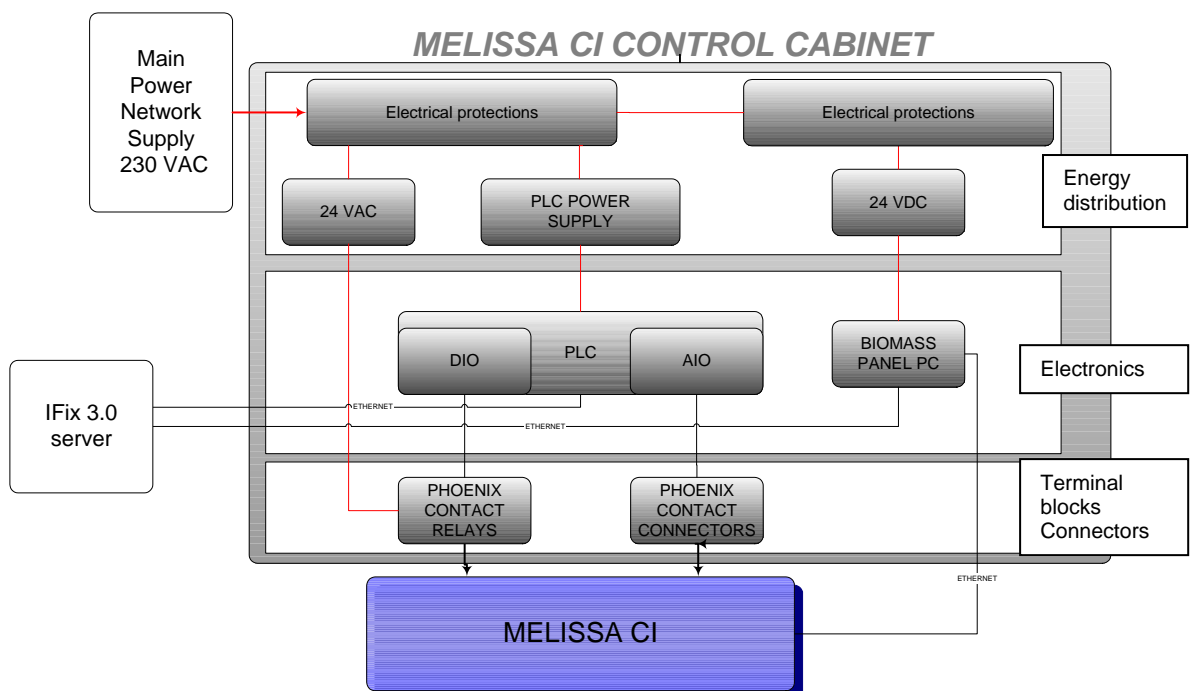 MELISSA CI CONTROL CABINET
Main
Power
Network
Supply
230 VAC
Electrical protections
Electrical protections
24 VAC
PLC POWER
SUPPLY
24 VDC
Energy
distribution
DIO
PLC
AIO
BIOMASS
PANEL PC
Electronics
IFix 3.0
server
ETHERNET
ETHERNET
PHOENIX
CONTACT
RELAYS
PHOENIX
CONTACT
CONNECTORS
Terminal
blocks
Connectors
ETHERNET
MELISSA CI